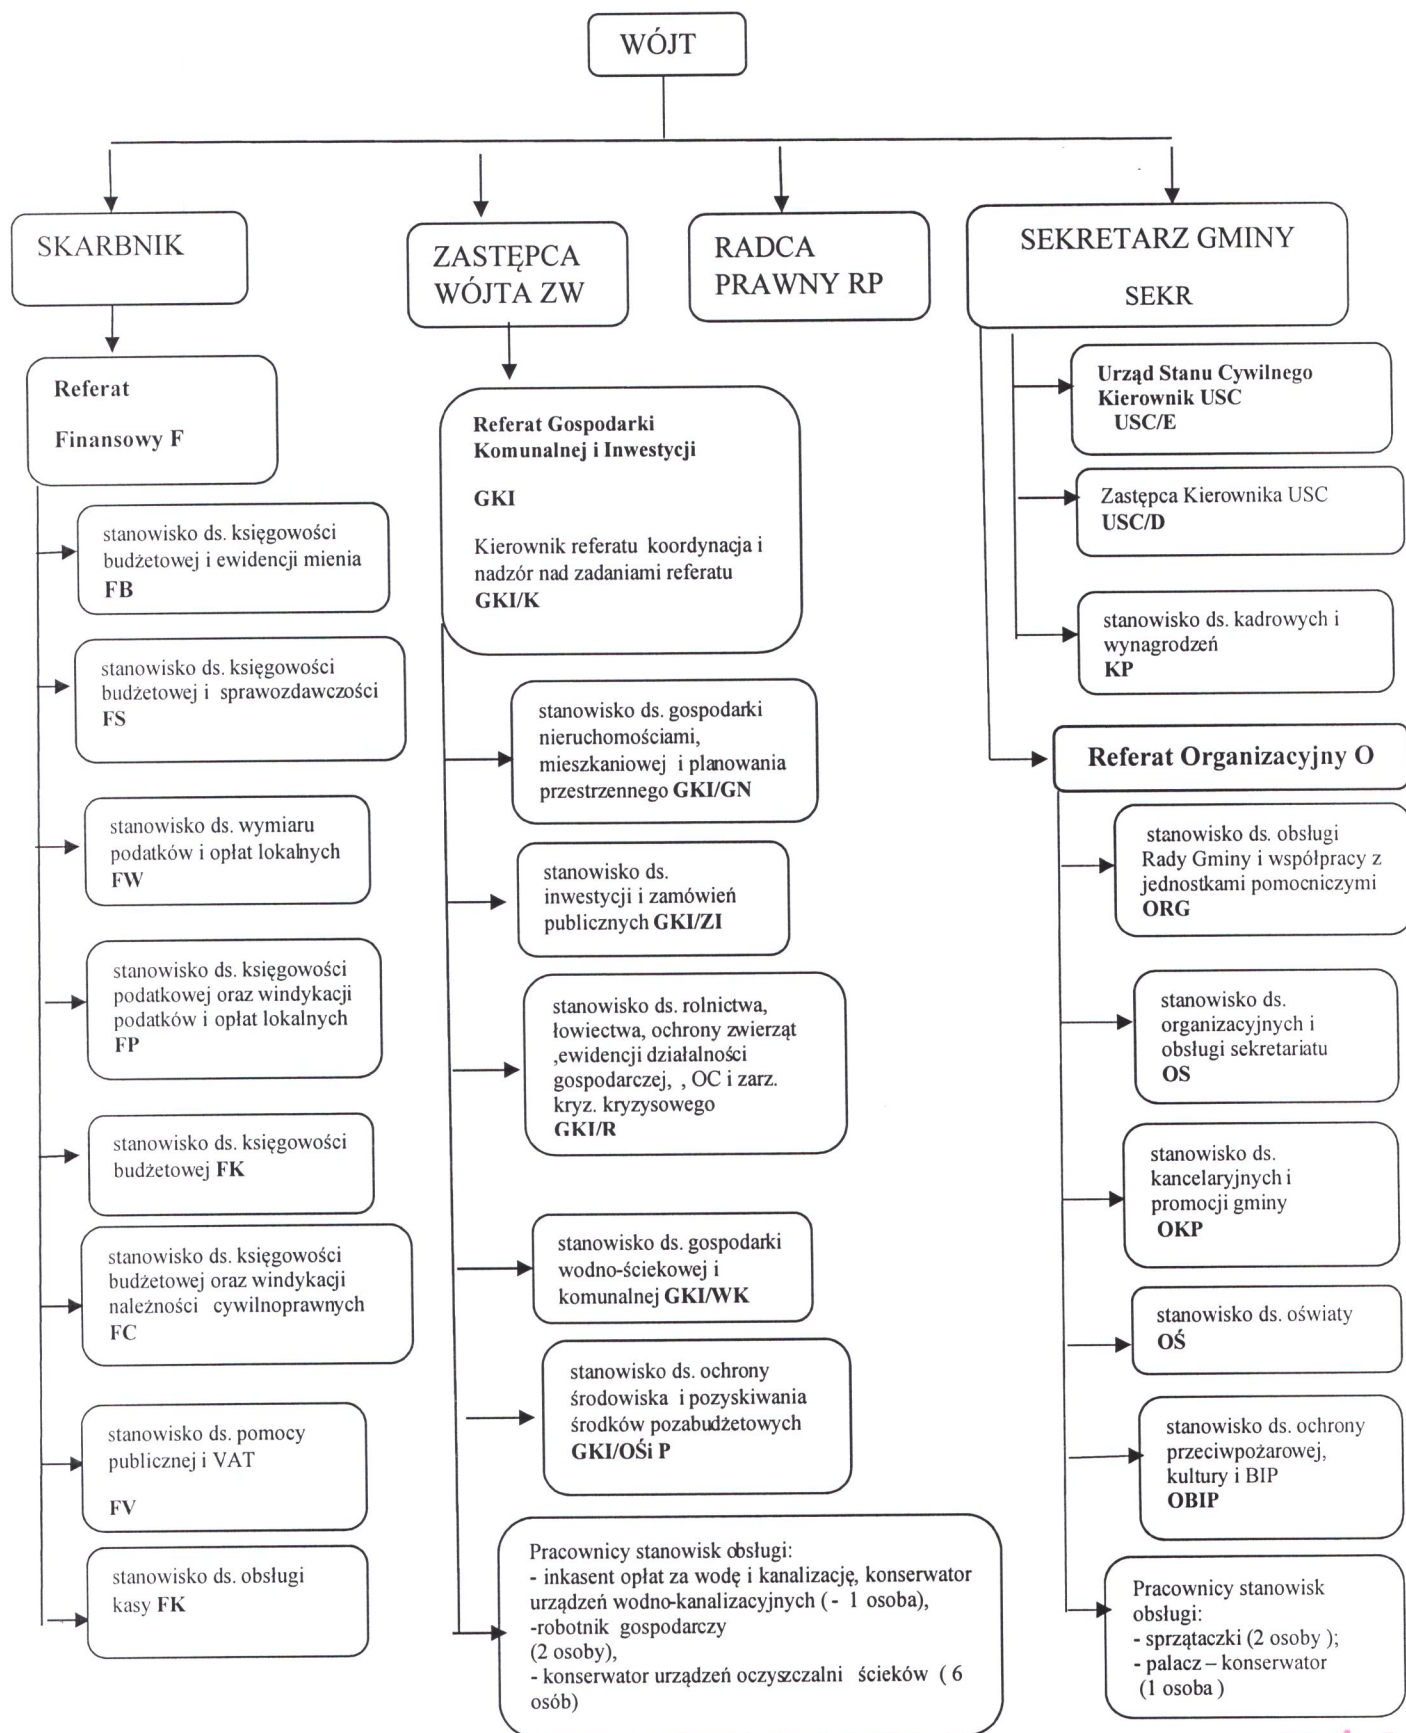 WÓJT
SKARBNIK
ZASTĘPCA
WÓJTA ZW
RADCA
PRAWNY RP
SEKRETARZ GMINY
SEKR
Referat
Finansowy F
stanowisko ds. księgowości
budżetowej i ewidencji mienia
FB
stanowisko ds. księgowości
budżetowej i sprawozdawczości
FS
stanowisko ds. wymiaru
podatków i opłat lokalnych
FW
stanowisko ds. księgowości
podatkowej oraz windykacji
podatków i opłat lokalnych
FP
stanowisko ds. księgowości
budżetowej FK
stanowisko ds. księgowości
budżetowej oraz windykacji
należności cywilnoprawnych
FC
stanowisko ds. pomocy
publicznej i VAT
FV
stanowisko ds. obsługi
kasy FK
Referat Gospodarki
Komunalnej i Inwestycji
GKI
Kierownik referatu koordynacja i
nadzór nad zadaniami referatu
GKI/K
stanowisko ds. gospodarki
nieruchomościami,
mieszkaniowej i planowania
przestrzennego GKI/GN
stanowisko ds.
inwestycji i zamówień
publicznych GKI/ZI
stanowisko ds. rolnictwa,
łowiectwa, ochrony zwierząt
,ewidencji działalności
gospodarczej, , OC i zarz.
kryz. kryzysowego
GKI/R
stanowisko ds. gospodarki
wodno-ściekowej i
komunalnej GKI/WK
stanowisko ds. ochrony
środowiska i pozyskiwania
środków pozabudżetowych
GKI/OŚi P
Pracownicy stanowisk obsługi:
- inkasent opłat za wodę i kanalizację, konserwator
urządzeń wodno-kanalizacyjnych (- 1 osoba),
-robotnik gospodarczy
(2 osoby),
- konserwator urządzeń oczyszczalni ścieków ( 6
osób)
Urząd Stanu Cywilnego
Kierownik USC
USC/E
Zastępca Kierownika USC
USC/D
stanowisko ds. kadrowych i
wynagrodzeń
KP
Referat Organizacyjny O
stanowisko ds. obsługi
Rady Gminy i współpracy z
jednostkami pomocniczymi
ORG
stanowisko ds.
organizacyjnych i
obsługi sekretariatu
OS
stanowisko ds.
kancelaryjnych i
promocji gminy
OKP
stanowisko ds. oświaty
OŚ
stanowisko ds. ochrony
przeciwpożarowej,
kultury i BIP
OBIP
Pracownicy stanowisk
obsługi:
- sprzątaczki (2 osoby );
- palacz – konserwator
(1 osoba )